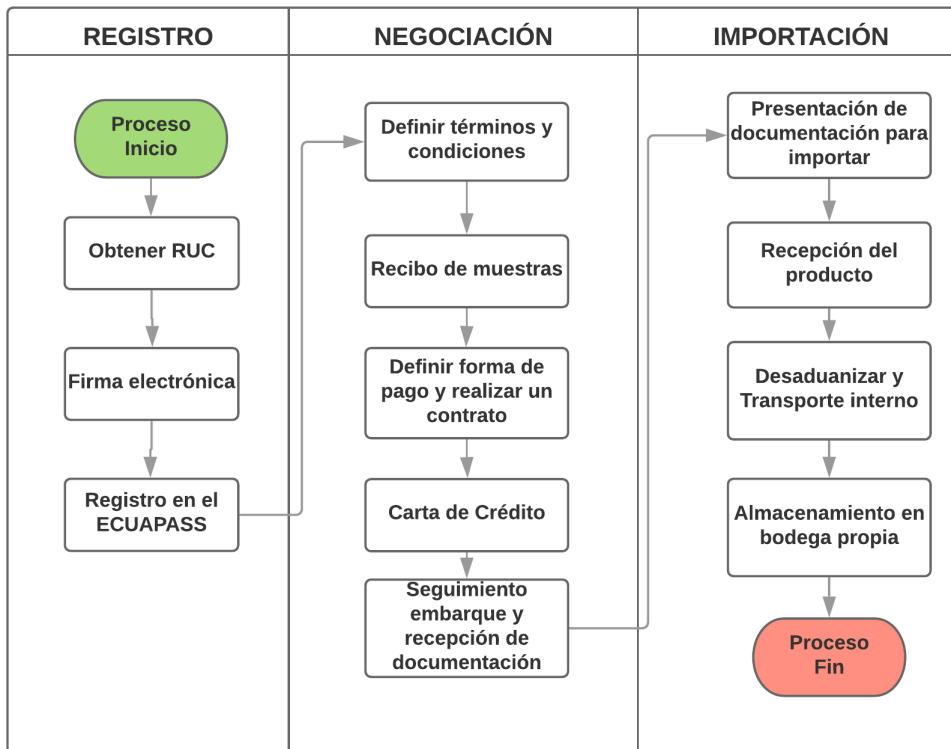 REGISTRO
Proceso
Inicio
Obtener RUC
Firma electrónica
Registro en el
ECUAPASS
NEGOCIACIÓN
Definir términos y
condiciones
Recibo de muestras
Definir forma de
pago y realizar un
contrato
Carta de Crédito
Seguimiento
embarque y
recepción de
documentación
IMPORTACIÓN
Presentación de
documentación para
importar
Recepción del
producto
Desaduanizar y
Transporte interno
Almacenamiento en
bodega propia
Proceso
Fin